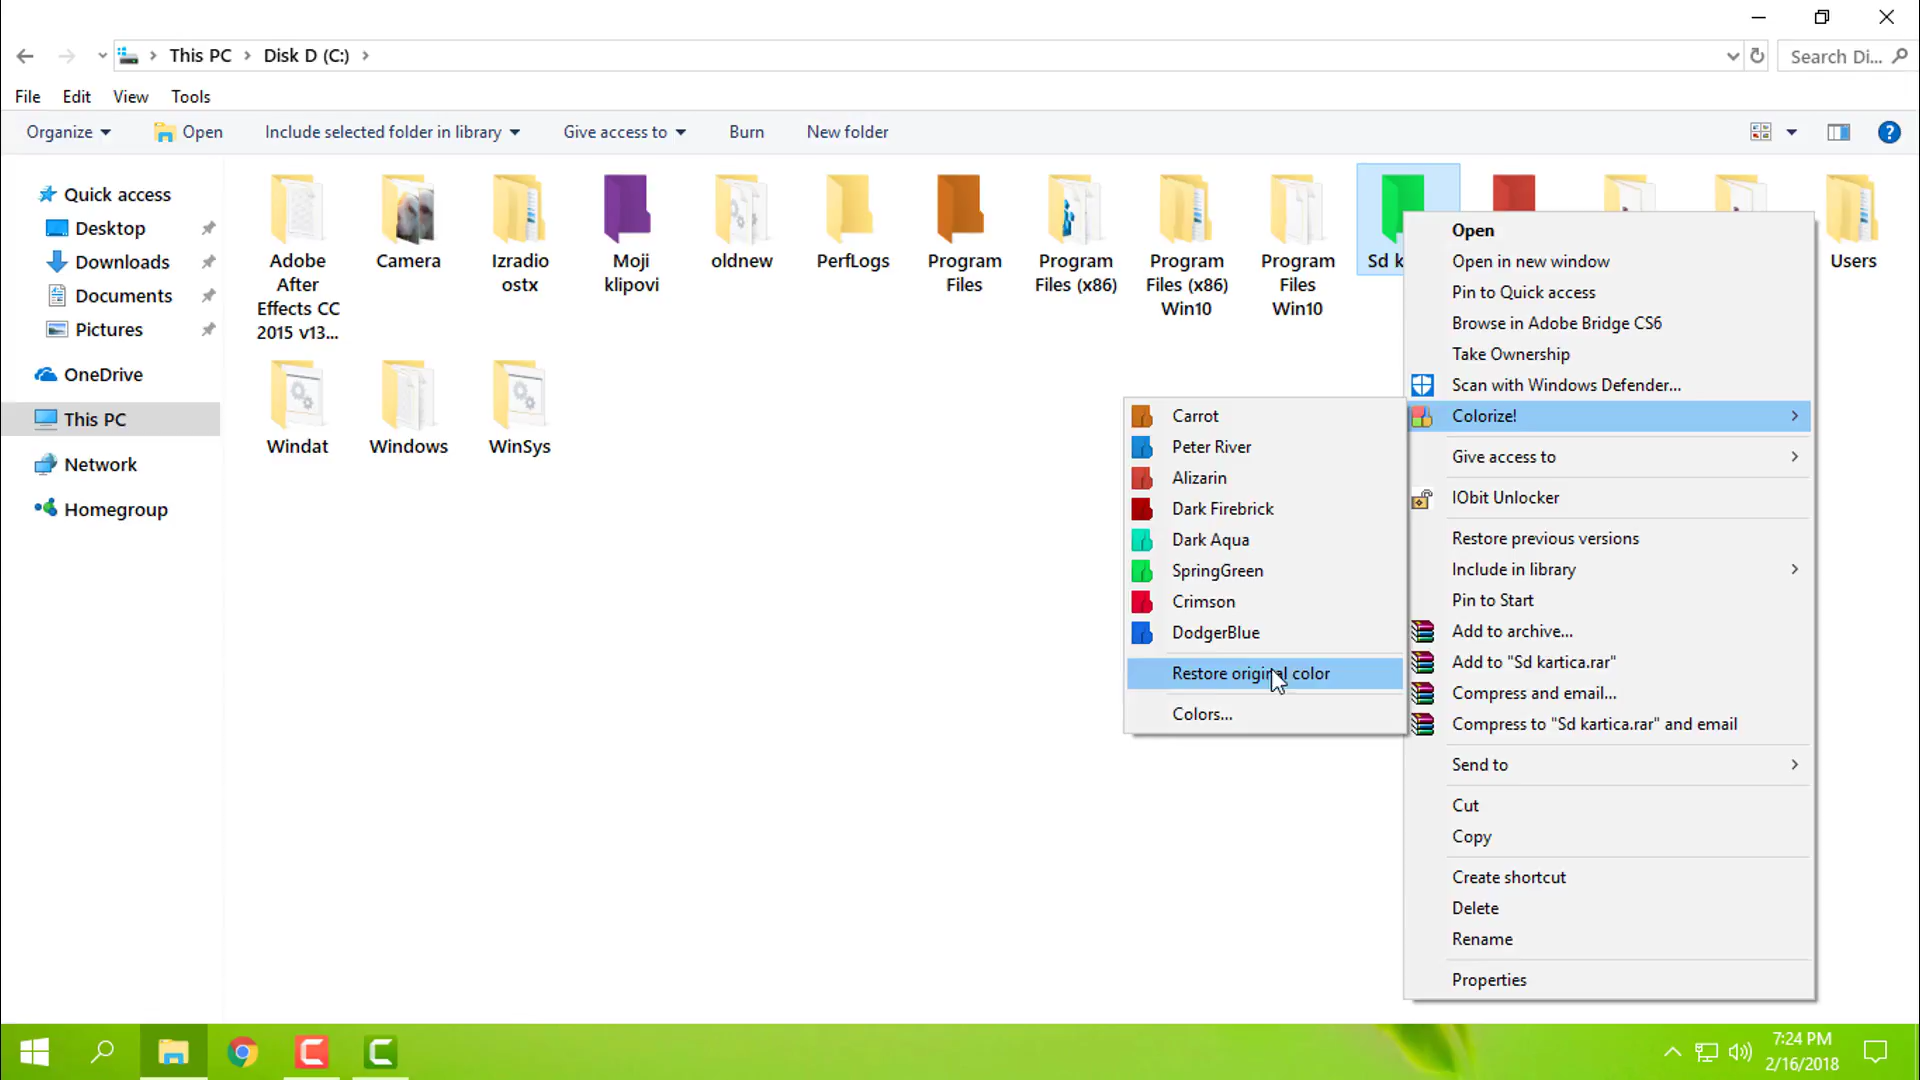 This PC
Disk D (C:)
Search Di...
File Edit View Tools
Organize Open Include selected folder in library Give access to Burn New folder
Quick access
Desktop
Downloads
Documents
Pictures
OneDrive
This PC
Network
Homegroup
Adobe
After
Effects CC
2015 v13...
Camera
Izradio
ostx
Moji
klipovi
oldnew
PerfLogs
Program
Files
Program
Files (x86)
Program
Files (x86)
Win10
Program
Files
Win10
Sd
Users
Windat
Windows
WinSys
Open
Open in new window
Pin to Quick access
Browse in Adobe Bridge CS6
Take Ownership
Scan with Windows Defender...
Colorize!
Give access to
IObit Unlocker
Restore previous versions
Include in library
Pin to Start
Add to archive...
Add to "Sd kartica.rar"
Compress and email...
Compress to "Sd kartica.rar" and email
Send to
Cut
Copy
Create shortcut
Delete
Rename
Properties
Carrot
Peter River
Alizarin
Dark Firebrick
Dark Aqua
SpringGreen
Crimson
DodgerBlue
Restore original color
Colors...
7:24 PM
2/16/2018